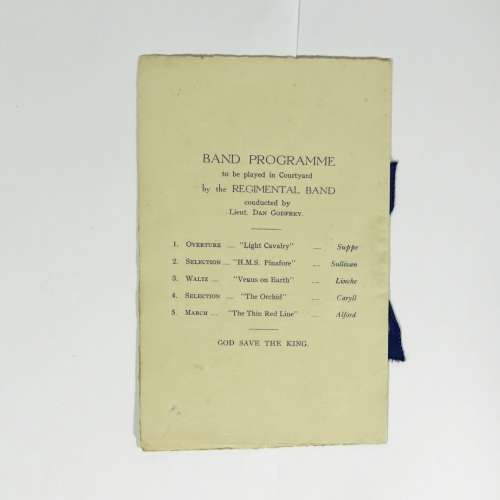 BAND PROGRAMME
to be played in Courtyard
by the REGIMENTAL BAND
conducted by
Lieut. DAN GODFREY.
1. OVERTURE ... "Light Cavalry" ... Suppe
2. SELECTION ... "H.M.S. Pinafore" ... Sullivan
3. WALTZ ... "Venus on Earth" ... Lincke
4. SELECTION ... "The Orchid" ... Caryll
5. MARCH ... "The Thin Red Line" ... Alford
GOD SAVE THE KING.